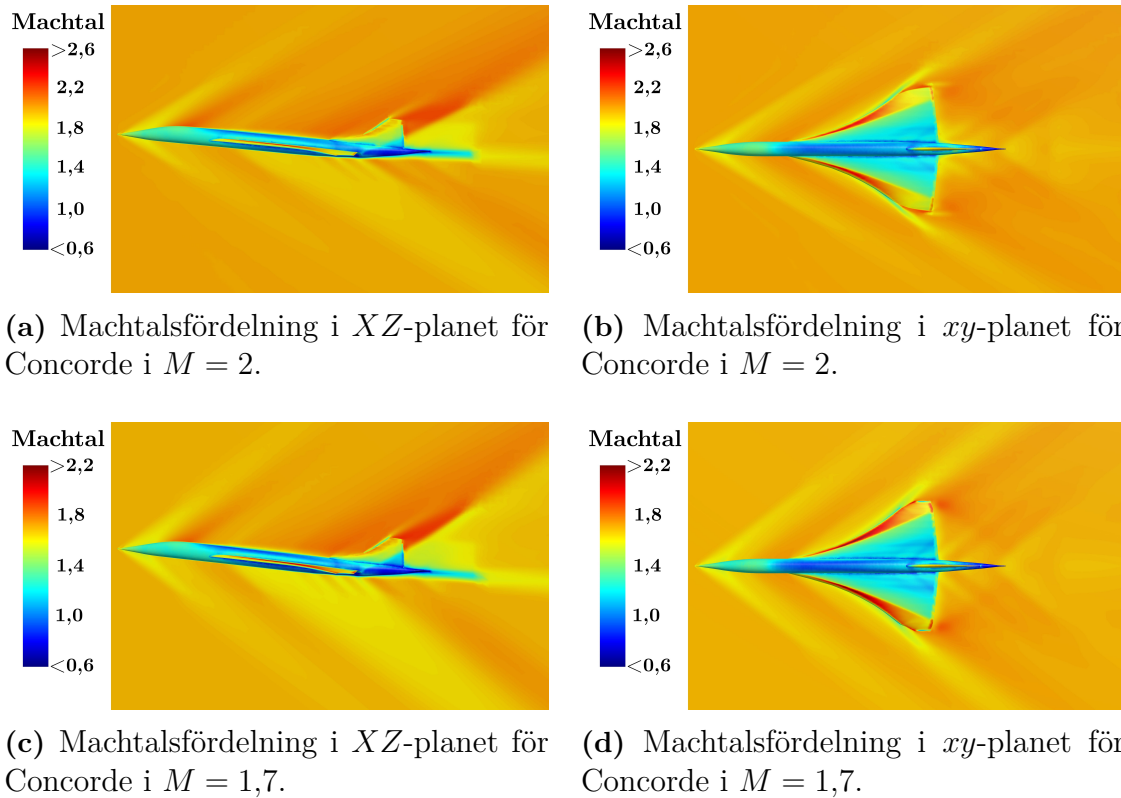 Machtal
>2,6
2,2
1,8
1,4
1,0
<0,6
Machtal
>2,6
2,2
1,8
1,4
1,0
<0,6
(a) Machtalsfördelning i XZ-planet för
Concorde i M = 2.
(b) Machtalsfördelning i xy-planet för
Concorde i M = 2.
Machtal
>2,2
1,8
1,4
1,0
<0,6
Machtal
>2,2
1,8
1,4
1,0
<0,6
(c) Machtalsfördelning i XZ-planet för
Concorde i M = 1,7.
(d) Machtalsfördelning i xy-planet för
Concorde i M = 1,7.